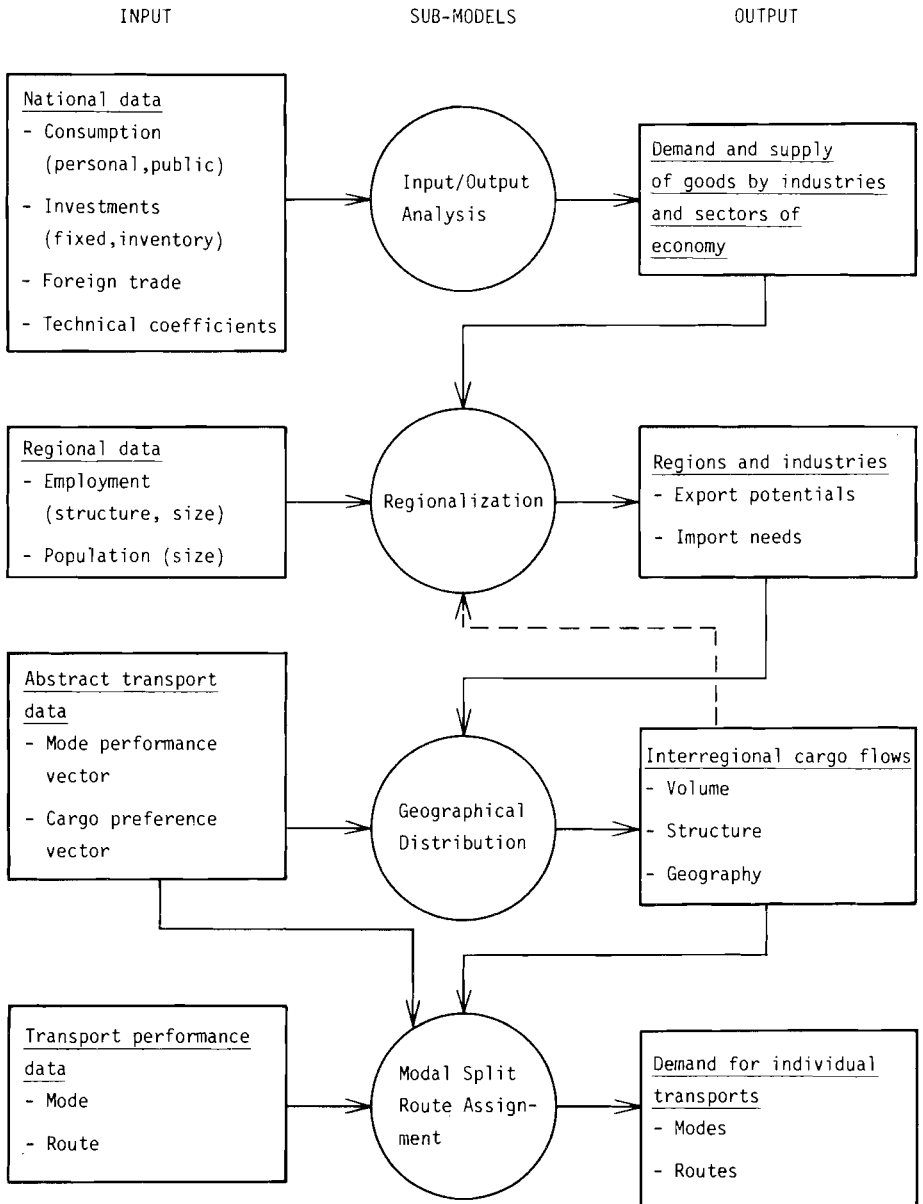 INPUT
SUB-MODELS
OUTPUT
National data
- Consumption
(personal,public)
- Investments
(fixed,inventory)
- Foreign trade
- Technical coefficients
Input/Output
Analysis
Demand and supply
of goods by industries
and sectors of
economy
Regional data
- Employment
(structure, size)
- Population (size)
Regionalization
Regions and industries
- Export potentials
- Import needs
Abstract transport
data
- Mode performance
vector
- Cargo preference
vector
Geographical
Distribution
Interregional cargo flows
- Volume
- Structure
- Geography
Transport performance
data
- Mode
- Route
Modal Split
Route Assign-
ment
Demand for individual
transports
- Modes
- Routes